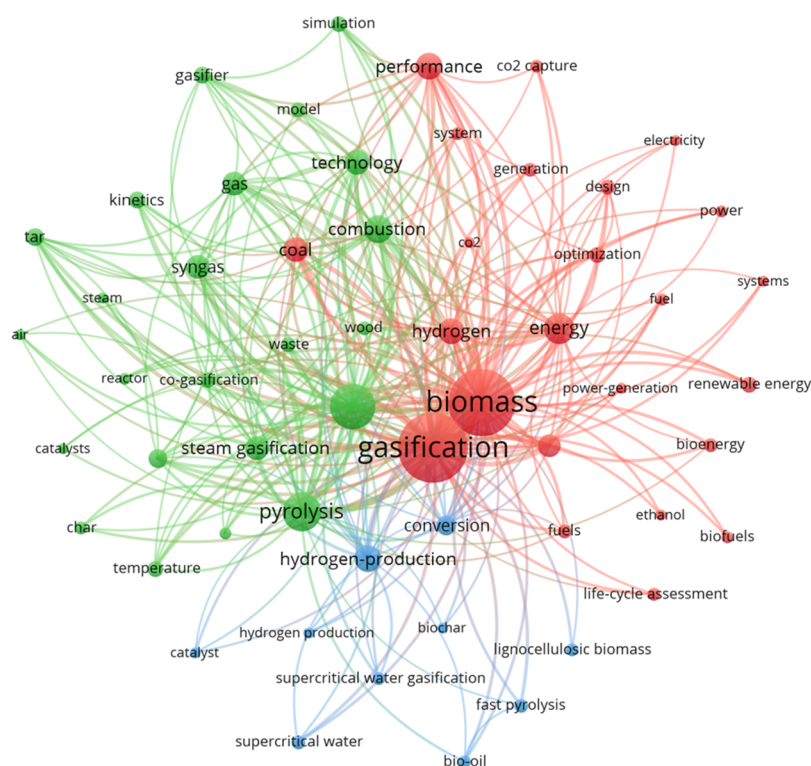 simulation
performance
co2 capture
gasifier
model
system
electricity
technology
generation
gas
design
kinetics
power
combustion
tar
coal
co2
optimization
syngas
systems
steam
fuel
air
wood
hydrogen
energy
waste
reactor
co-gasification
power-generation
renewable energy
biomass
catalysts
steam gasification
gasification
bioenergy
pyrolysis
ethanol
char
conversion
fuels
biofuels
hydrogen-production
temperature
life-cycle assessment
hydrogen production
biochar
catalyst
lignocellulosic biomass
supercritical water gasification
fast pyrolysis
supercritical water
bio-oil